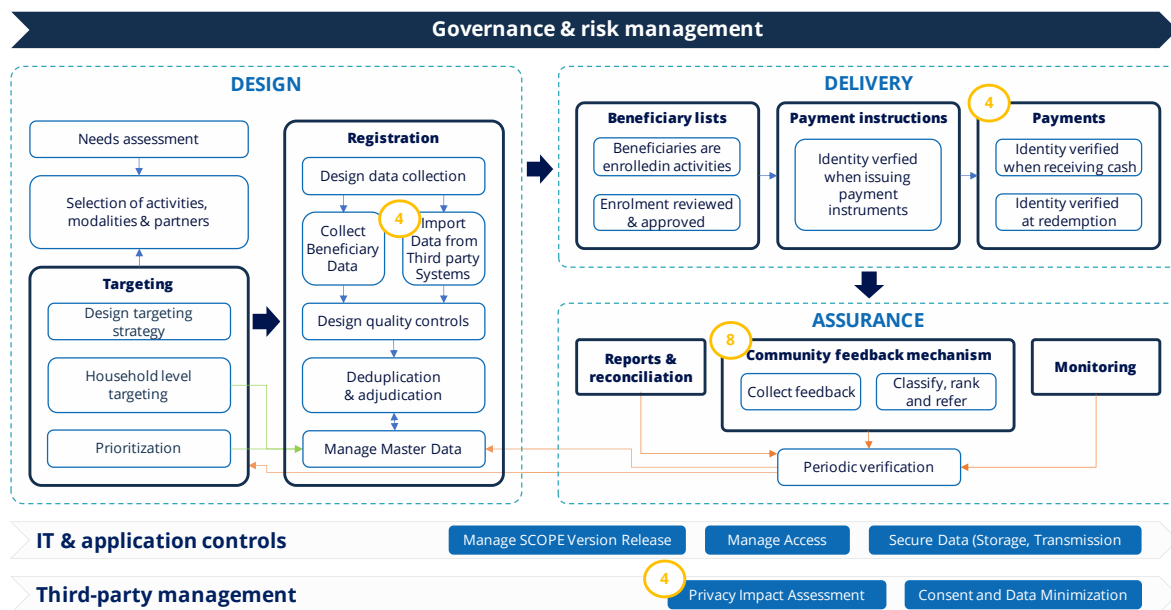 Governance & risk management
DESIGN
Needs assessment
Selection of activities,
modalities & partners
Targeting
Design targeting
strategy
Household level
targeting
Prioritization
Registration
Design data collection
Collect
Beneficiary
Data
4
Import
Data from
Third party
Systems
Design quality controls
Deduplication
& adjudication
Manage Master Data
DELIVERY
Beneficiary lists
Beneficiaries are
enrolledin activities
Enrolment reviewed
& approved
Payment instructions
Identity verfied
when issuing
payment
instruments
4
Payments
Identity verified
when receiving cash
Identity verified
at redemption
ASSURANCE
Reports &
reconciliation
8
Community feedback mechanism
Collect feedback
Classify, rank
and refer
Monitoring
Periodic verification
IT & application controls
Manage SCOPE Version Release
Manage Access
Secure Data (Storage, Transmission
Third-party management
4
Privacy Impact Assessment
Consent and Data Minimization